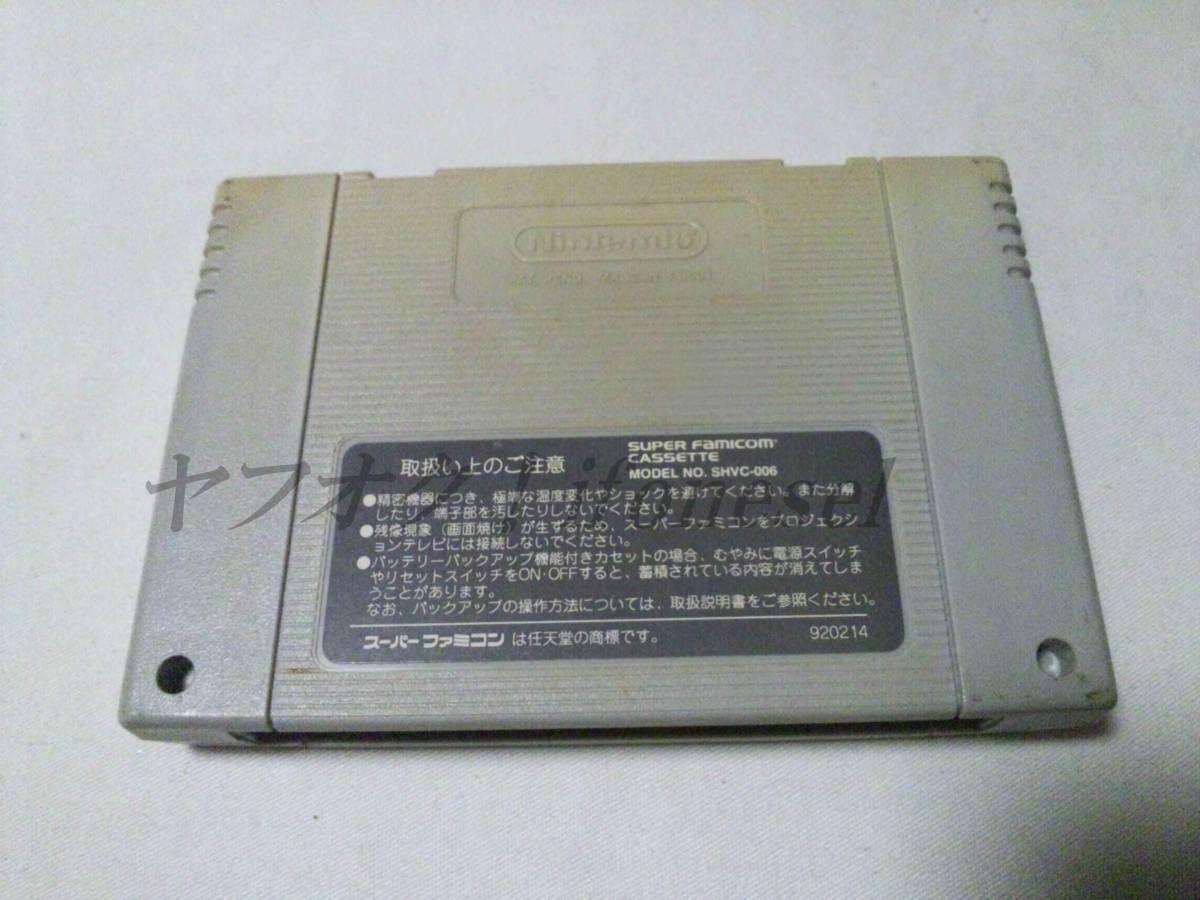 Nintendo
取扱い上のご注意
SUPER FAMICOM
CASSETTE
MODEL NO. SHVC-006
●精密機器につき、極端な温度変化やショックを避けてください。また分解
したり、端子部を汚したりしないでください。
●残像現象（画面焼け）が生ずるため、スーパーファミコンをプロジェクシ
ョンテレビには接続しないでください。
●バッテリーバックアップ機能付きカセットの場合、むやみに電源スイッチ
やリセットスイッチをON·OFFすると、蓄積されている内容が消えてしま
うことがあります。
なお、バックアップの操作方法については、取扱説明書をご参照ください。
スーパーファミコン は任天堂の商標です。
920214
ヤフオク！